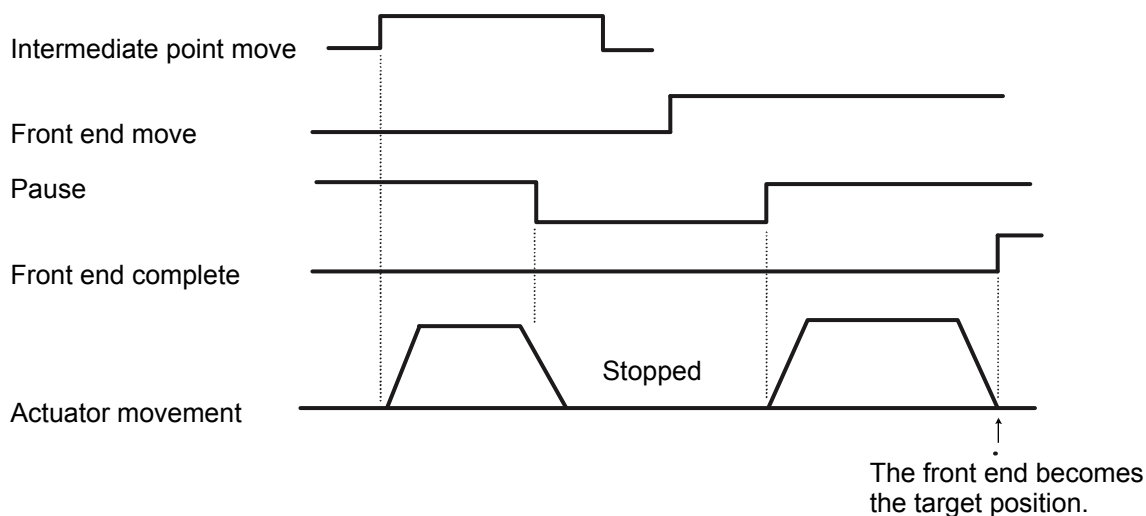 Intermediate point move
Front end move
Pause
Front end complete
Stopped
Actuator movement
The front end becomes
the target position.